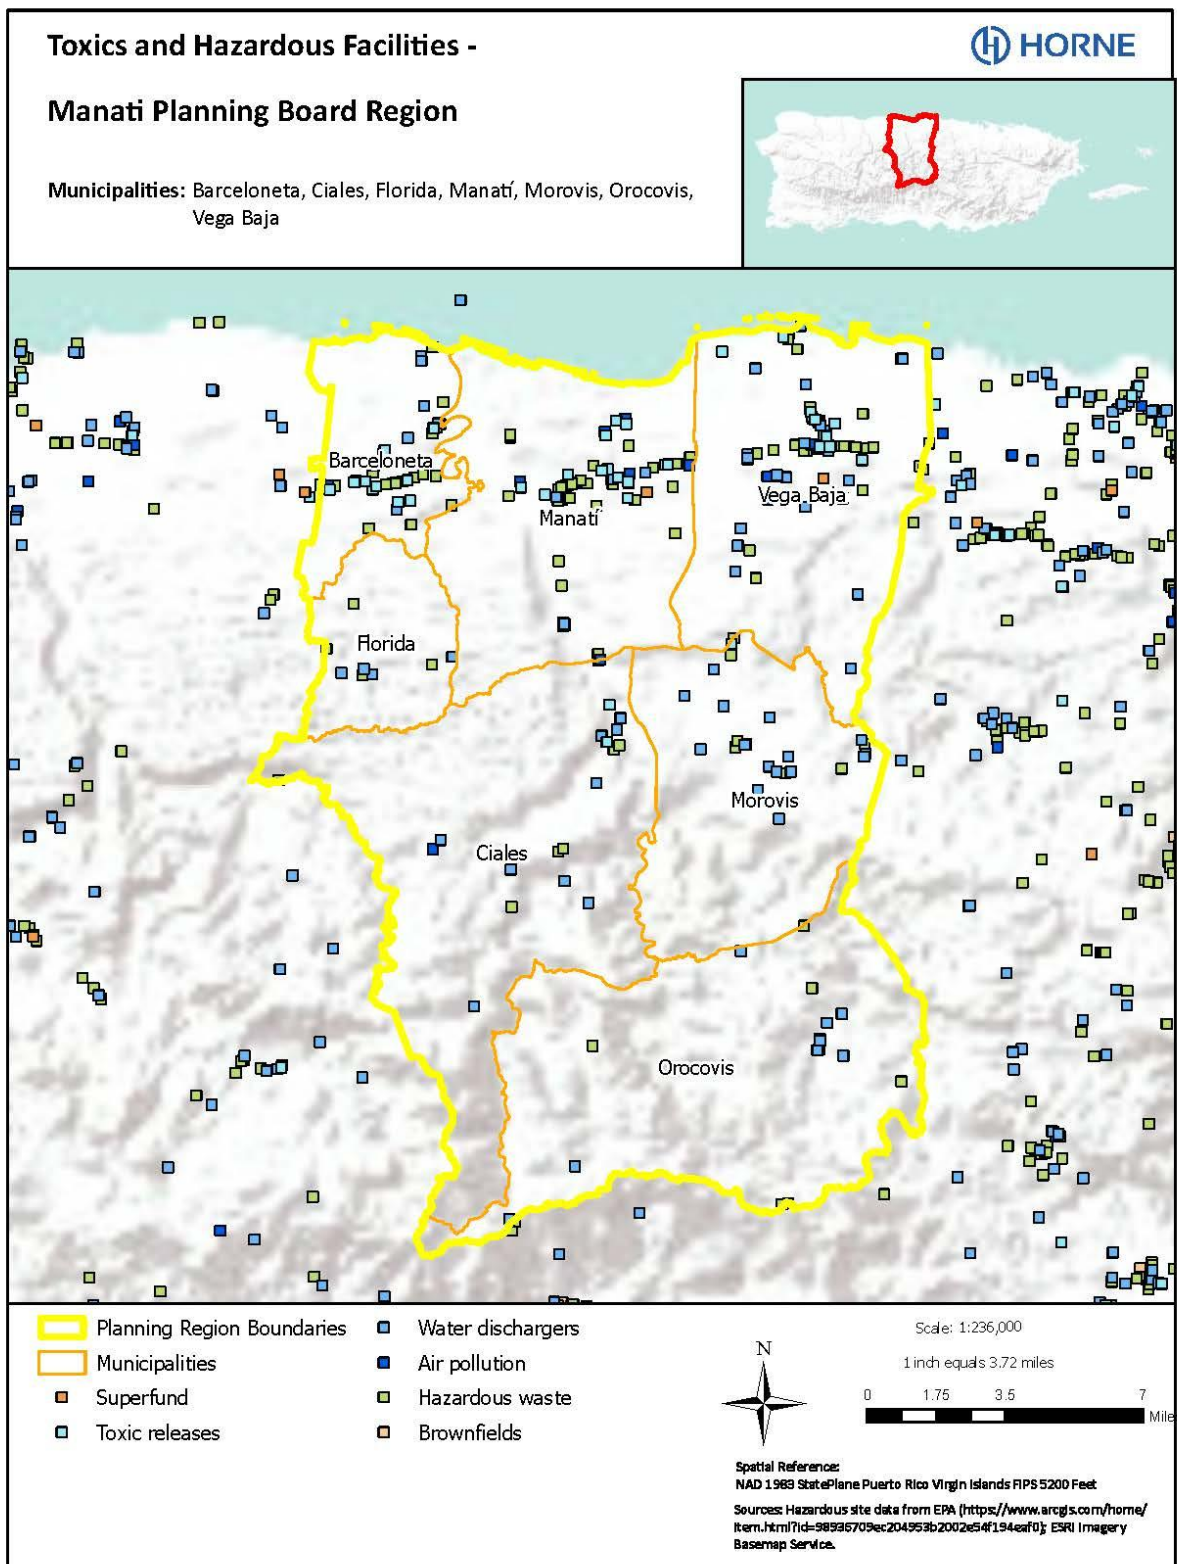 Toxics and Hazardous Facilities -
HORNE
Manatí Planning Board Region
Municipalities: Barceloneta, Ciales, Florida, Manatí, Morovis, Orocovis,
Vega Baja
Barceloneta
Vega Baja
Manatí
Florida
Morovis
Ciales
Orocovis
Planning Region Boundaries
Municipalities
Superfund
Toxic releases
Water dischargers
Air pollution
Hazardous waste
Brownfields
N
Scale: 1:236,000
1 inch equals 3.72 miles
0 1.75 3.5 7
Mile
Spatial Reference:
NAD 1983 StatePlane Puerto Rico Virgin Islands FIPS 5200 Feet
Sources: Hazardous site data from EPA (https://www.arcgis.com/home/
item.html?id=98936709ec204953b2002e54f194eaf0); ESRI Imagery
Basemap Service.